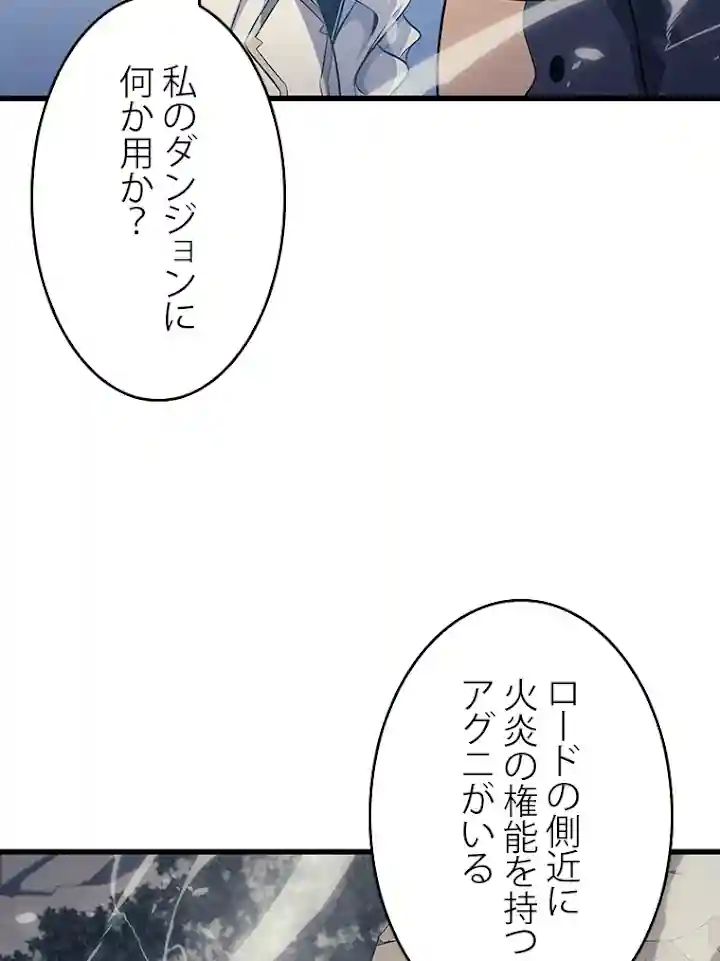 私のダンジョンに
何か用か？
ロードの側近に
火炎の権能を持つ
アグニがいる